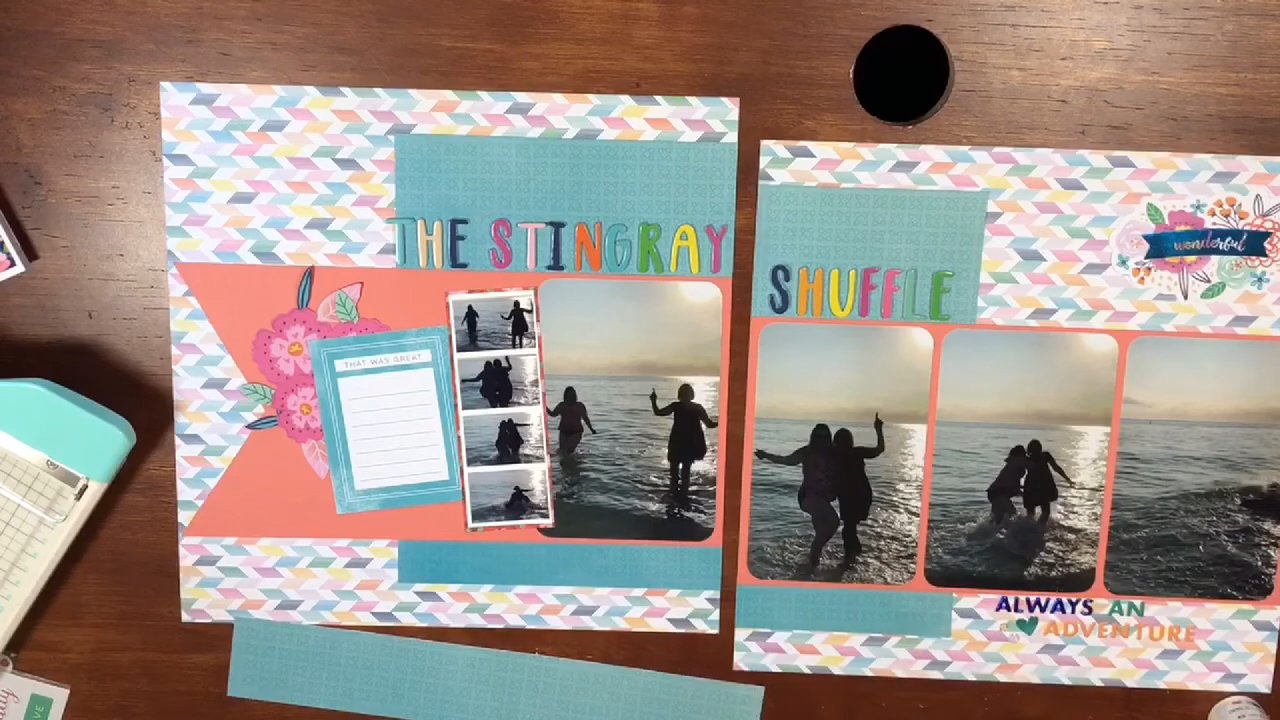 THE STINGRAY
SHUFFLE
wonderful
THAT WAS GREAT
ALWAYS AN
ADVENTURE